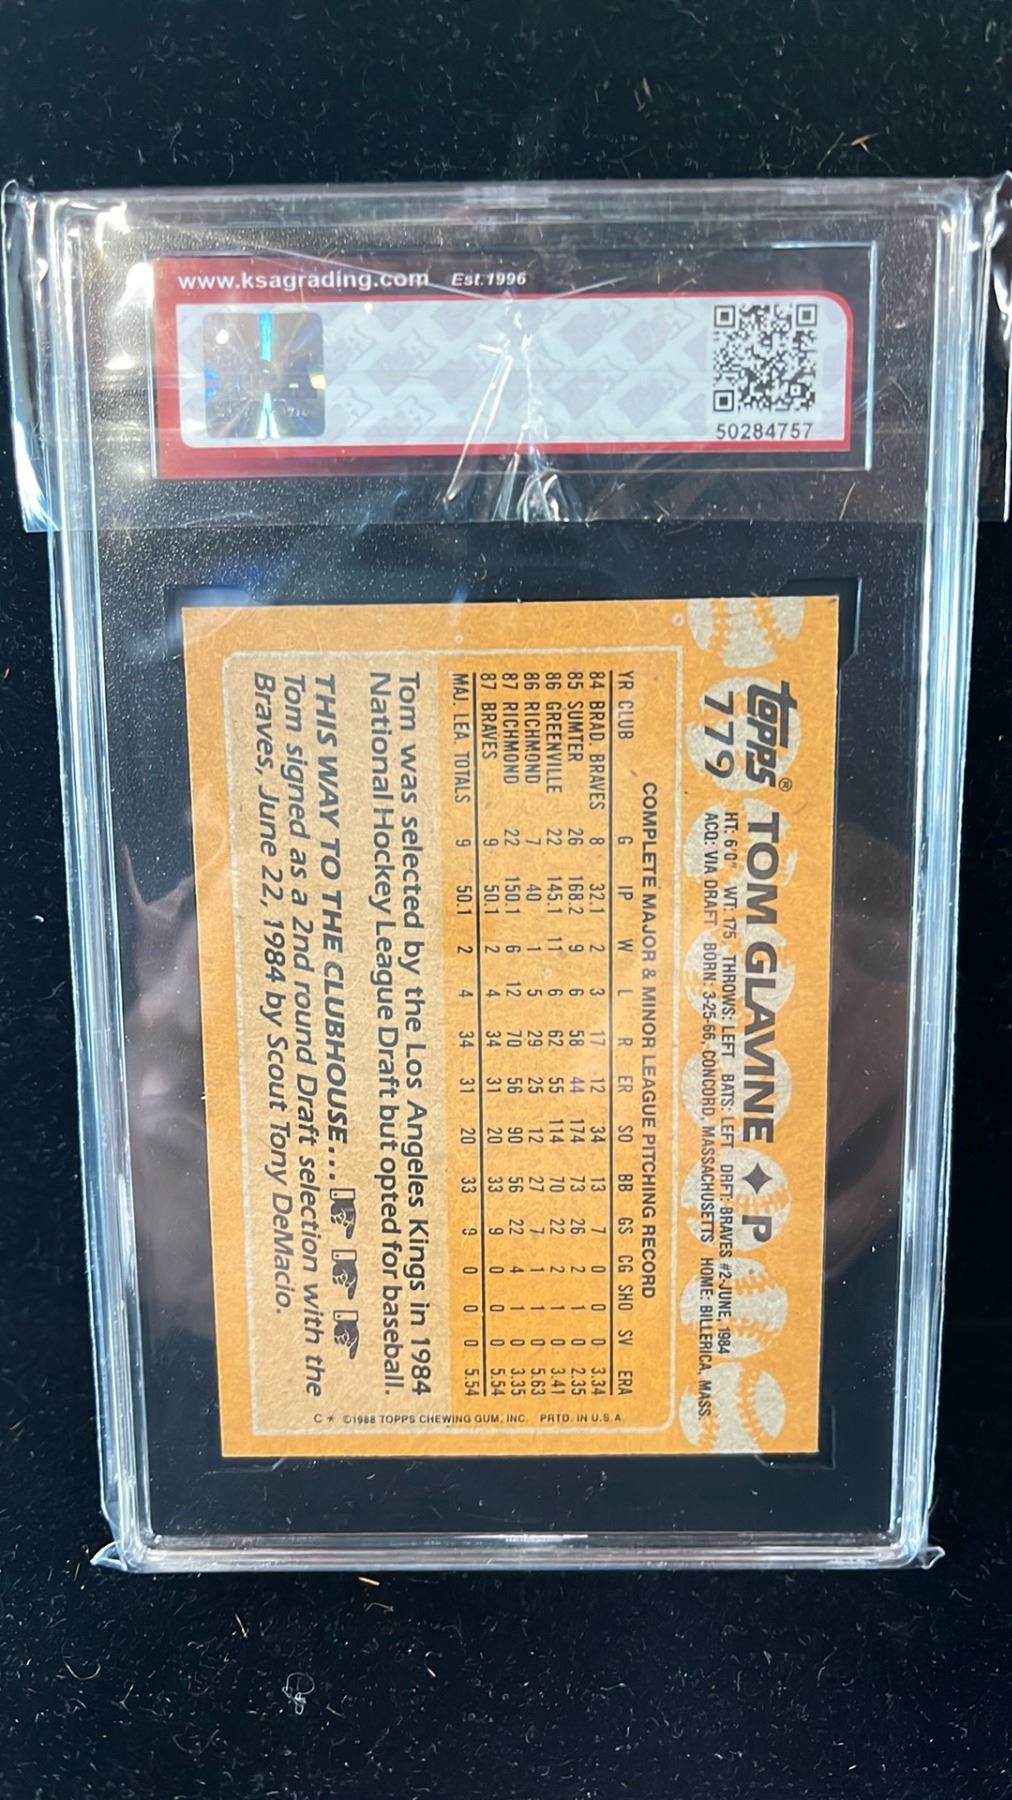 www.ksagrading.com Est.1996
50284757
topps® TOM GLAVINE ♦ P
779
HT: 6'0" WT: 175 THROWS: LEFT BATS: LEFT DRFT: BRAVES #2-JUNE, 1984
ACQ: VIA DRAFT BORN: 3-25-66, CONCORD, MASSACHUSETTS HOME: BILLERICA, MASS.
COMPLETE MAJOR & MINOR LEAGUE PITCHING RECORD
YR CLUB G IP W L R ER SO BB GS CG SHO SV ERA
84 BRAD. BRAVES 8 32.1 2 3 17 12 34 13 7 0 0 0 3.34
85 SUMTER 26 168.2 9 6 58 44 174 73 26 2 1 0 2.35
86 GREENVILLE 22 145.1 11 6 62 55 114 70 22 2 1 0 3.41
86 RICHMOND 7 40 1 5 29 25 12 27 7 1 1 0 5.63
87 RICHMOND 22 150.1 6 12 70 56 90 56 22 4 1 0 3.35
87 BRAVES 9 50.1 2 4 34 31 20 33 9 0 0 0 5.54
MAJ. LEA. TOTALS 9 50.1 2 4 34 31 20 33 9 0 0 0 5.54
Tom was selected by the Los Angeles Kings in 1984
National Hockey League Draft but opted for baseball.
THIS WAY TO THE CLUBHOUSE...
Tom signed as a 2nd round Draft selection with the
Braves, June 22, 1984 by Scout Tony DeMacio.
C* ©1988 TOPPS CHEWING GUM, INC. PRTD. IN U.S.A.